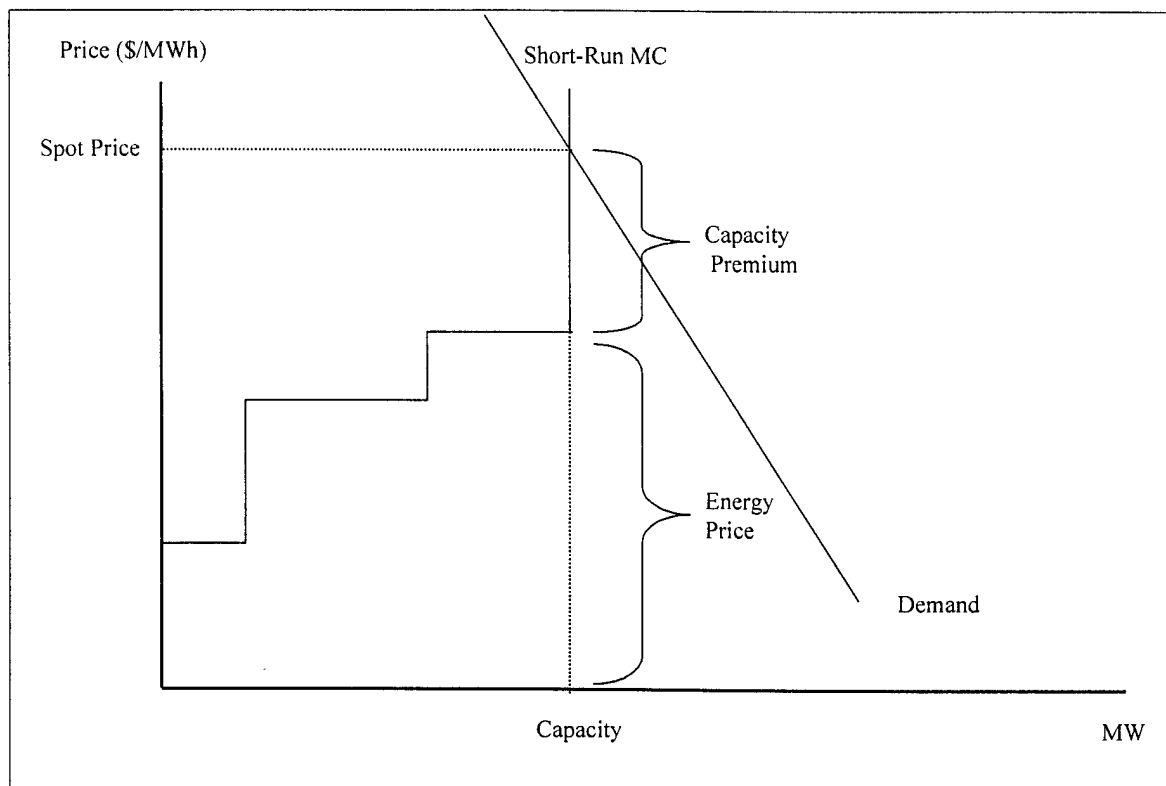 Price ($/MWh)
Short-Run MC
Spot Price
Capacity
Premium
Energy
Price
Demand
Capacity
MW